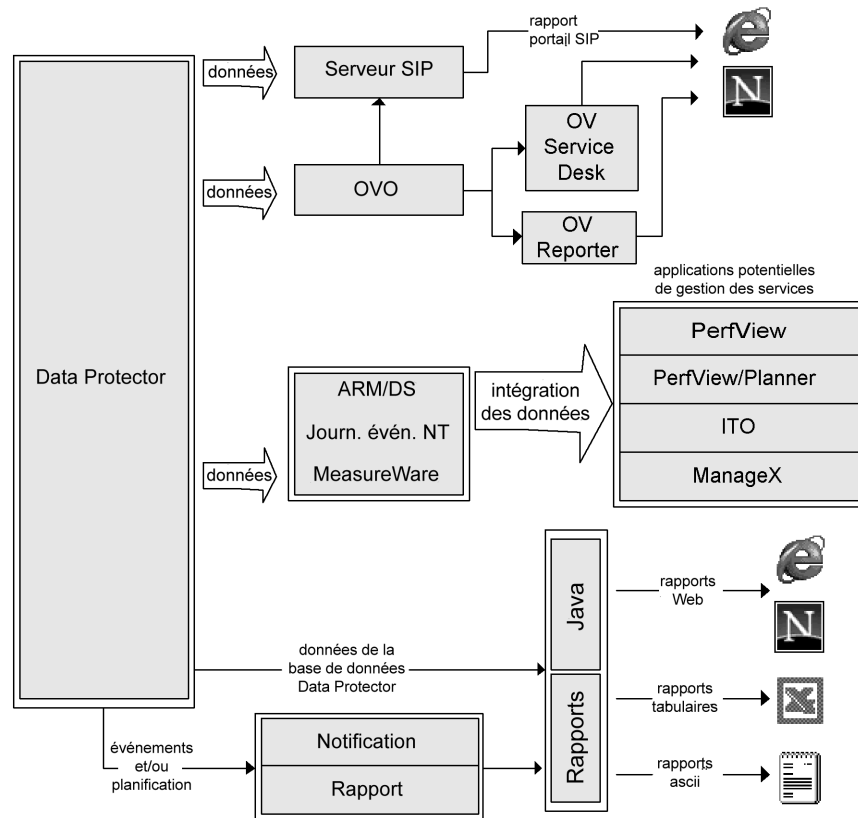 rapport
portail SIP
données
Serveur SIP
OV
Service
Desk
données
OVO
OV
Reporter
N
applications potentielles
de gestion des services
Data Protector
PerfView
PerfView/Planner
ITO
ManageX
ARM/DS
Journ. évén. NT
MeasureWare
intégration
des données
données
Java
Rapports
rapports
Web
N
données de la
base de données
Data Protector
rapports
tabulaires
événements
et/ou
planification
Notification
Rapport
rapports
ascii